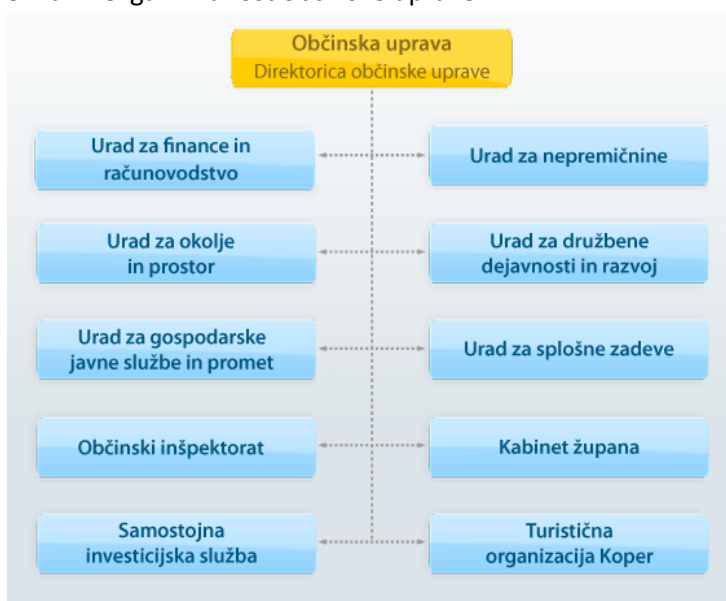 Občinska uprava
Direktorica občinske uprave
Urad za finance in
računovodstvo
Urad za nepremičnine
Urad za okolje
in prostor
Urad za družbene
dejavnosti in razvoj
Urad za gospodarske
javne službe in promet
Urad za splošne zadeve
Občinski inšpektorat
Kabinet župana
Samostojna
investicijska služba
Turistična
organizacija Koper